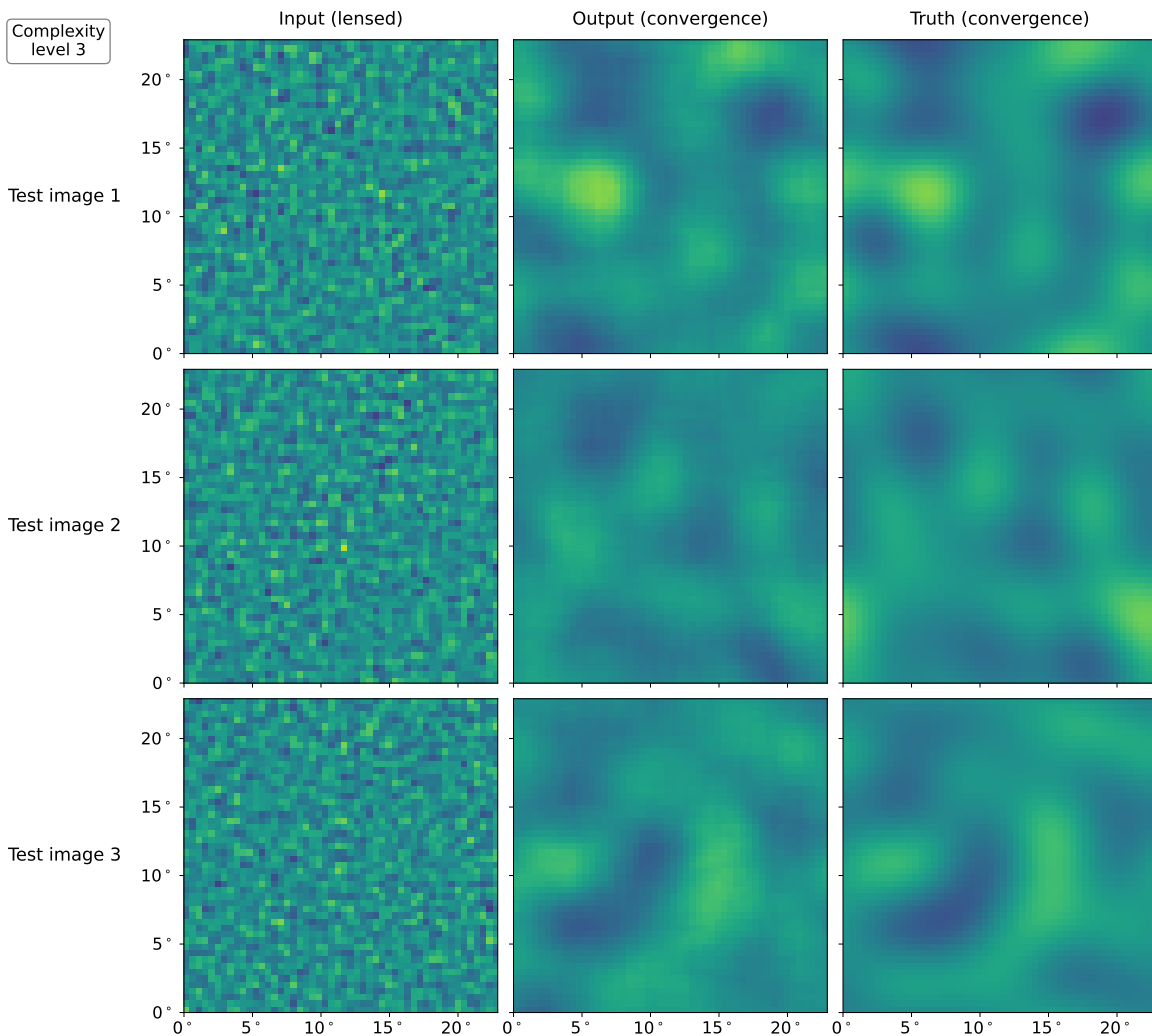 Complexity
level 3
Input (lensed)
Output (convergence)
Truth (convergence)
Test image 1
20°
15°
10°
5°
0°
Test image 2
20°
15°
10°
5°
0°
Test image 3
20°
15°
10°
5°
0°
0° 5° 10° 15° 20°
0° 5° 10° 15° 20°
0° 5° 10° 15° 20°